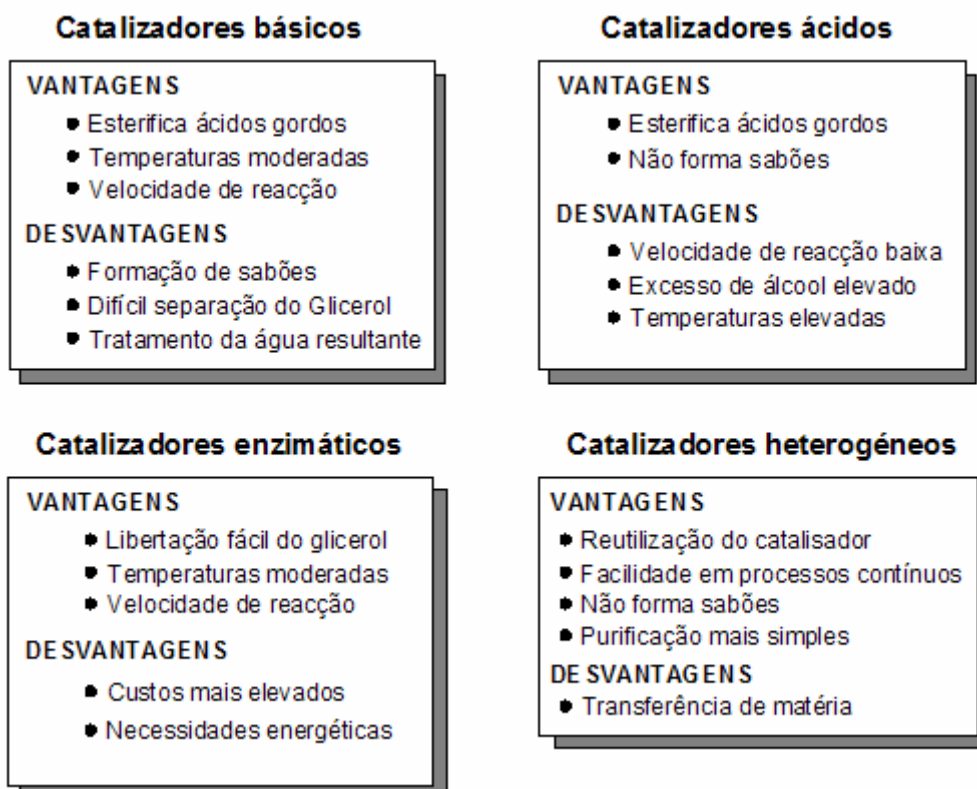 Catalizadores básicos
VANTAGENS
• Esterifica ácidos gordos
• Temperaturas moderadas
• Velocidade de reacção
DESVANTAGENS
• Formação de sabões
• Difícil separação do Glicerol
• Tratamento da água resultante
Catalizadores ácidos
VANTAGENS
• Esterifica ácidos gordos
• Não forma sabões
DESVANTAGENS
• Velocidade de reacção baixa
• Excesso de álcool elevado
• Temperaturas elevadas
Catalizadores enzimáticos
VANTAGENS
• Libertação fácil do glicerol
• Temperaturas moderadas
• Velocidade de reacção
DESVANTAGENS
• Custos mais elevados
• Necessidades energéticas
Catalizadores heterogéneos
VANTAGENS
• Reutilização do catalisador
• Facilidade em processos contínuos
• Não forma sabões
• Purificação mais simples
DESVANTAGENS
• Transferência de matéria